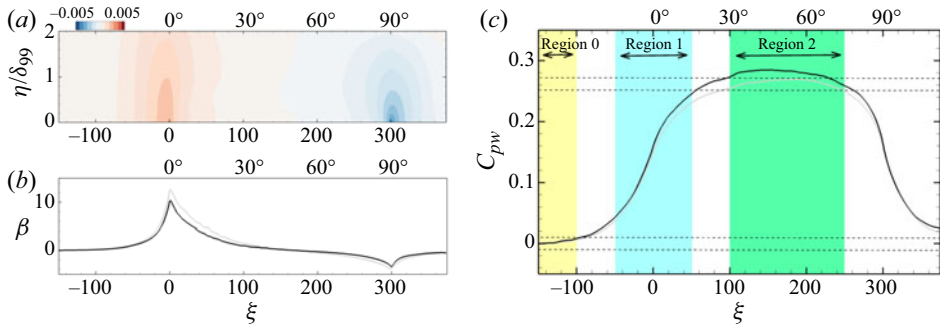 (a)
−0.005 0.005
0° 30° 60° 90°
2
1
0
η/δ99
−100 0 100 200 300
(b)
0° 30° 60° 90°
10
0
β
−100 0 100 200 300
ξ
(c)
0° 30° 60° 90°
Region 0 Region 1 Region 2
0.3
0.2
0.1
0
Cpw
−100 0 100 200 300
ξ